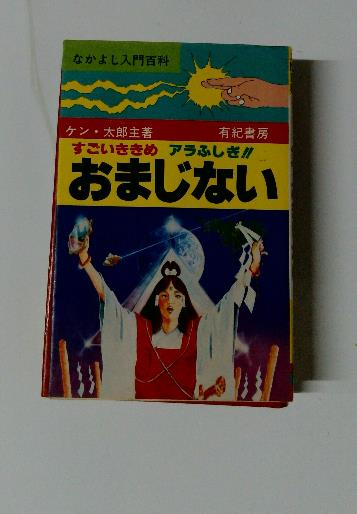 なかよし入門百科
ケン・太郎主著 有紀書房
すごいききめ アラふしぎ!!
おまじない